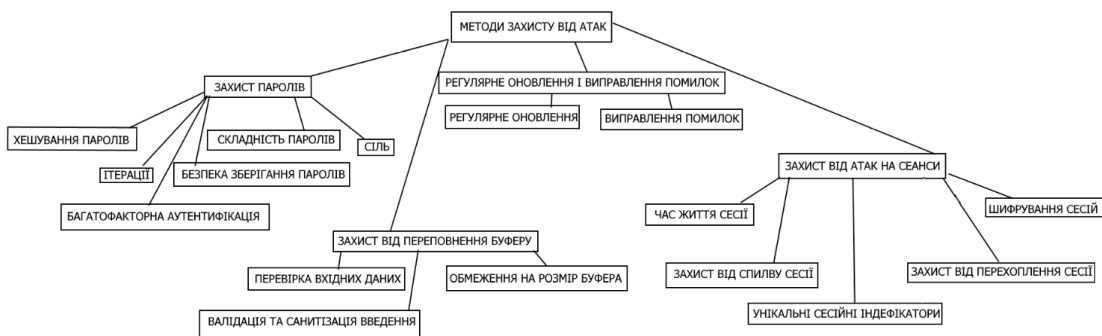 МЕТОДИ ЗАХИСТУ ВІД АТАК
ЗАХИСТ ПАРОЛІВ
РЕГУЛЯРНЕ ОНОВЛЕННЯ І ВИПРАВЛЕННЯ ПОМИЛОК
РЕГУЛЯРНЕ ОНОВЛЕННЯ
ВИПРАВЛЕННЯ ПОМИЛОК
ХЕШУВАННЯ ПАРОЛІВ
СКЛАДНІСТЬ ПАРОЛІВ
СІЛЬ
ІТЕРАЦІЇ
БЕЗПЕКА ЗБЕРІГАННЯ ПАРОЛІВ
БАГАТОФАКТОРНА АУТЕНТИФІКАЦІЯ
ЗАХИСТ ВІД АТАК НА СЕАНСИ
ЧАС ЖИТТЯ СЕСІЇ
ШИФРУВАННЯ СЕСІЙ
ЗАХИСТ ВІД ПЕРЕПОВНЕННЯ БУФЕРУ
ПЕРЕВІРКА ВХІДНИХ ДАНИХ
ОБМЕЖЕННЯ НА РОЗМІР БУФЕРА
ЗАХИСТ ВІД СПИЛВУ СЕСІЇ
ЗАХИСТ ВІД ПЕРЕХОПЛЕННЯ СЕСІЇ
ВАЛІДАЦІЯ ТА САНИТІЗАЦІЯ ВВЕДЕННЯ
УНІКАЛЬНІ СЕСІЙНІ ІНДЕФІКАТОРИ